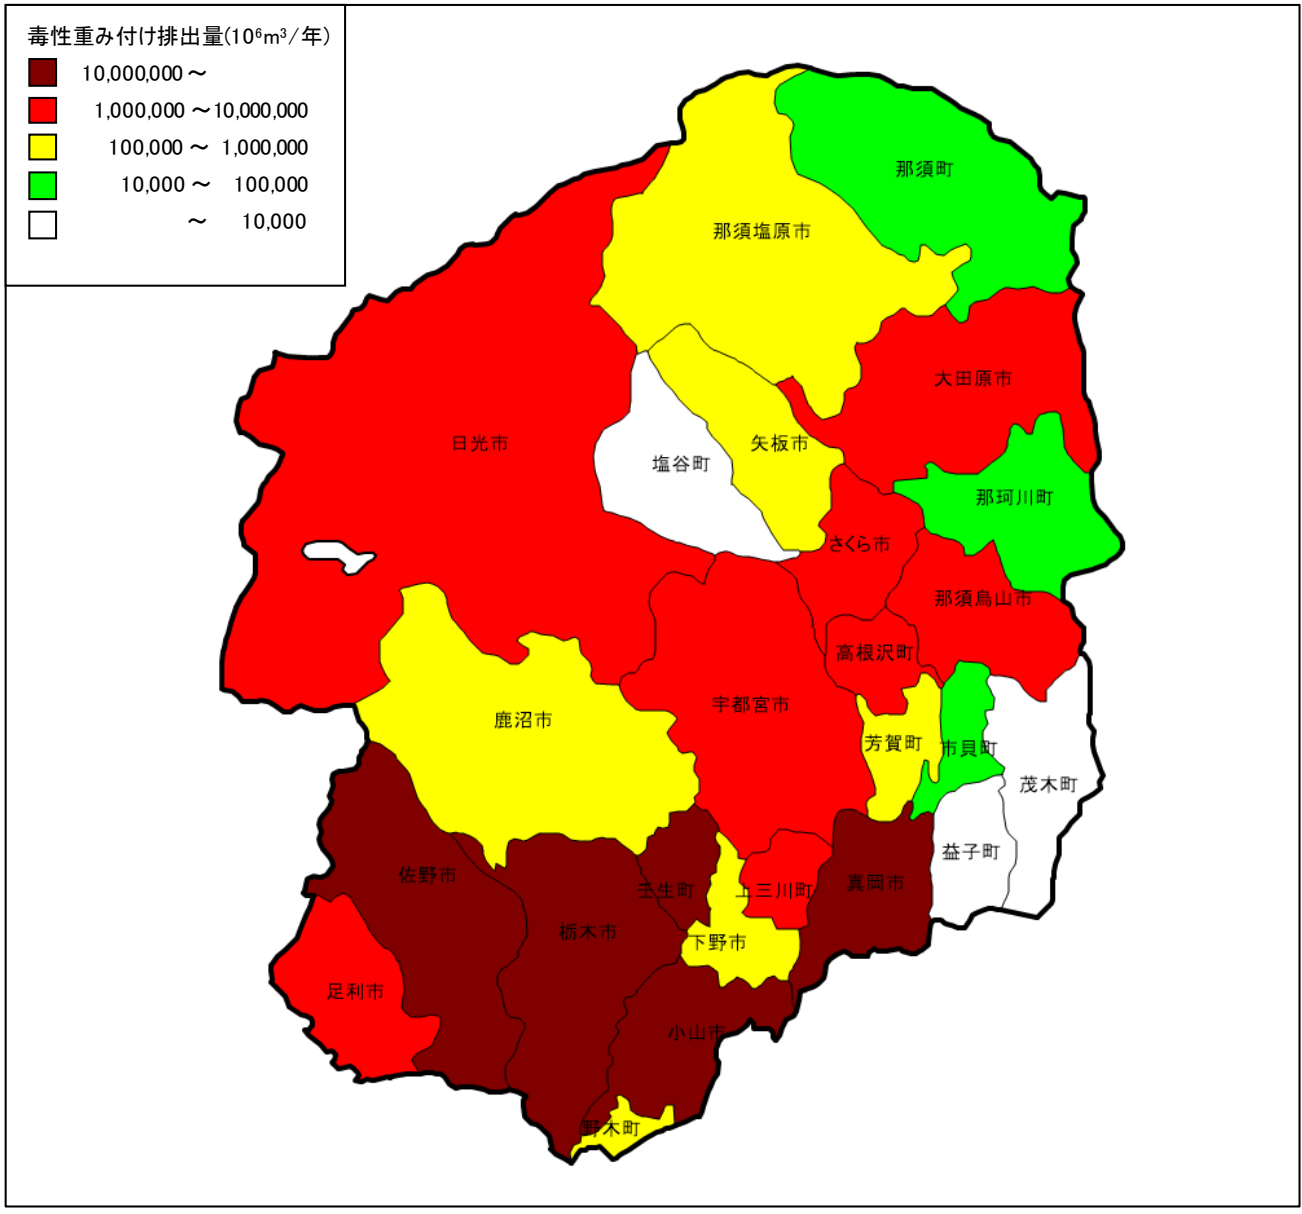 毒性重み付け排出量(10⁶m³/年)
10,000,000～
1,000,000～10,000,000
100,000～ 1,000,000
10,000～ 100,000
～ 10,000
那須町
那須塩原市
大田原市
日光市
矢板市
塩谷町
那珂川町
さくら市
那須烏山市
高根沢町
宇都宮市
鹿沼市
芳賀町
市貝町
茂木町
益子町
佐野市
壬生町
上三川町
真岡市
栃木市
下野市
足利市
小山市
野木町